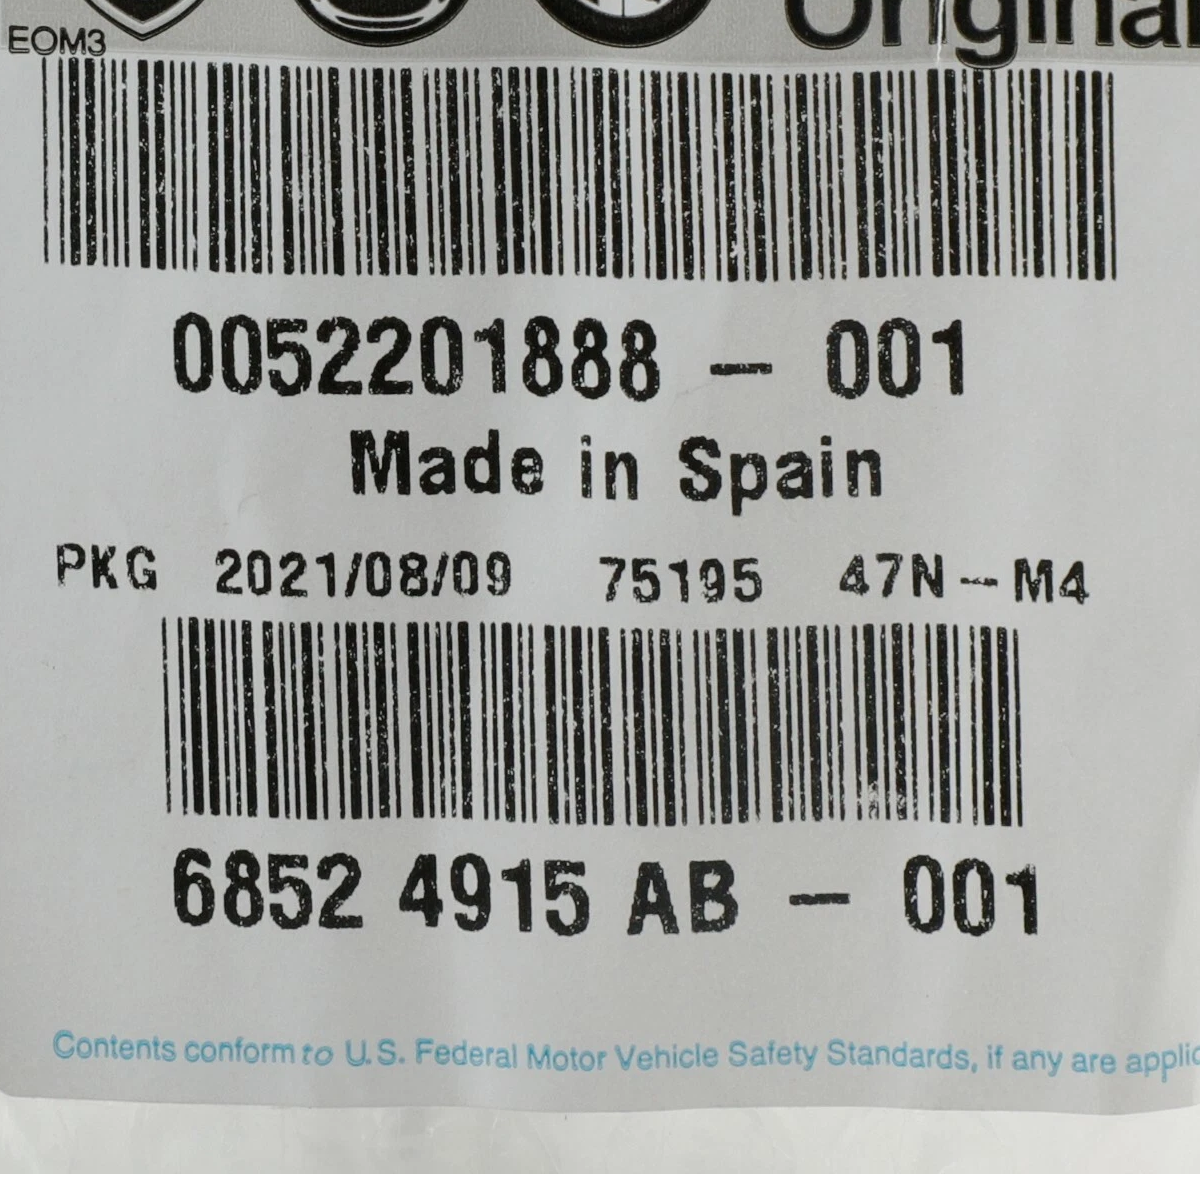 Original
EOM3
0052201888 - 001
Made in Spain
PKG 2021/08/09 75195 47N-M4
6852 4915 AB - 001
Contents conform to U.S. Federal Motor Vehicle Safety Standards, if any are applic